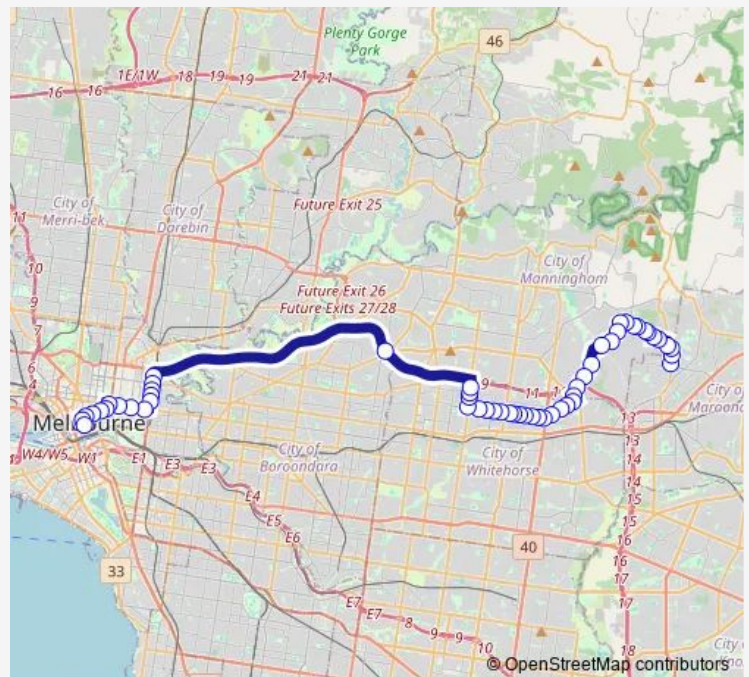 Plenty Gorge
Park
46
1E/1W 18 19 19 21 21
16 16
Future Exit 25
City of
Merri-bek
City of
Darebin
11
10
9
9
7
6
4
Future Exit 26
Future Exits 27/28
City of
Manningham
9 11
13
13
14
14
15
15
16
16
17
17
18
City of
Maroond
Melbourne
W4/W5 W1
E1 E3 E3
E4
E5
E6
E7
E7 8 9 9 10
City of
Boroondara
City of
Whitehorse
40
33
City
© OpenStreetMap contributors